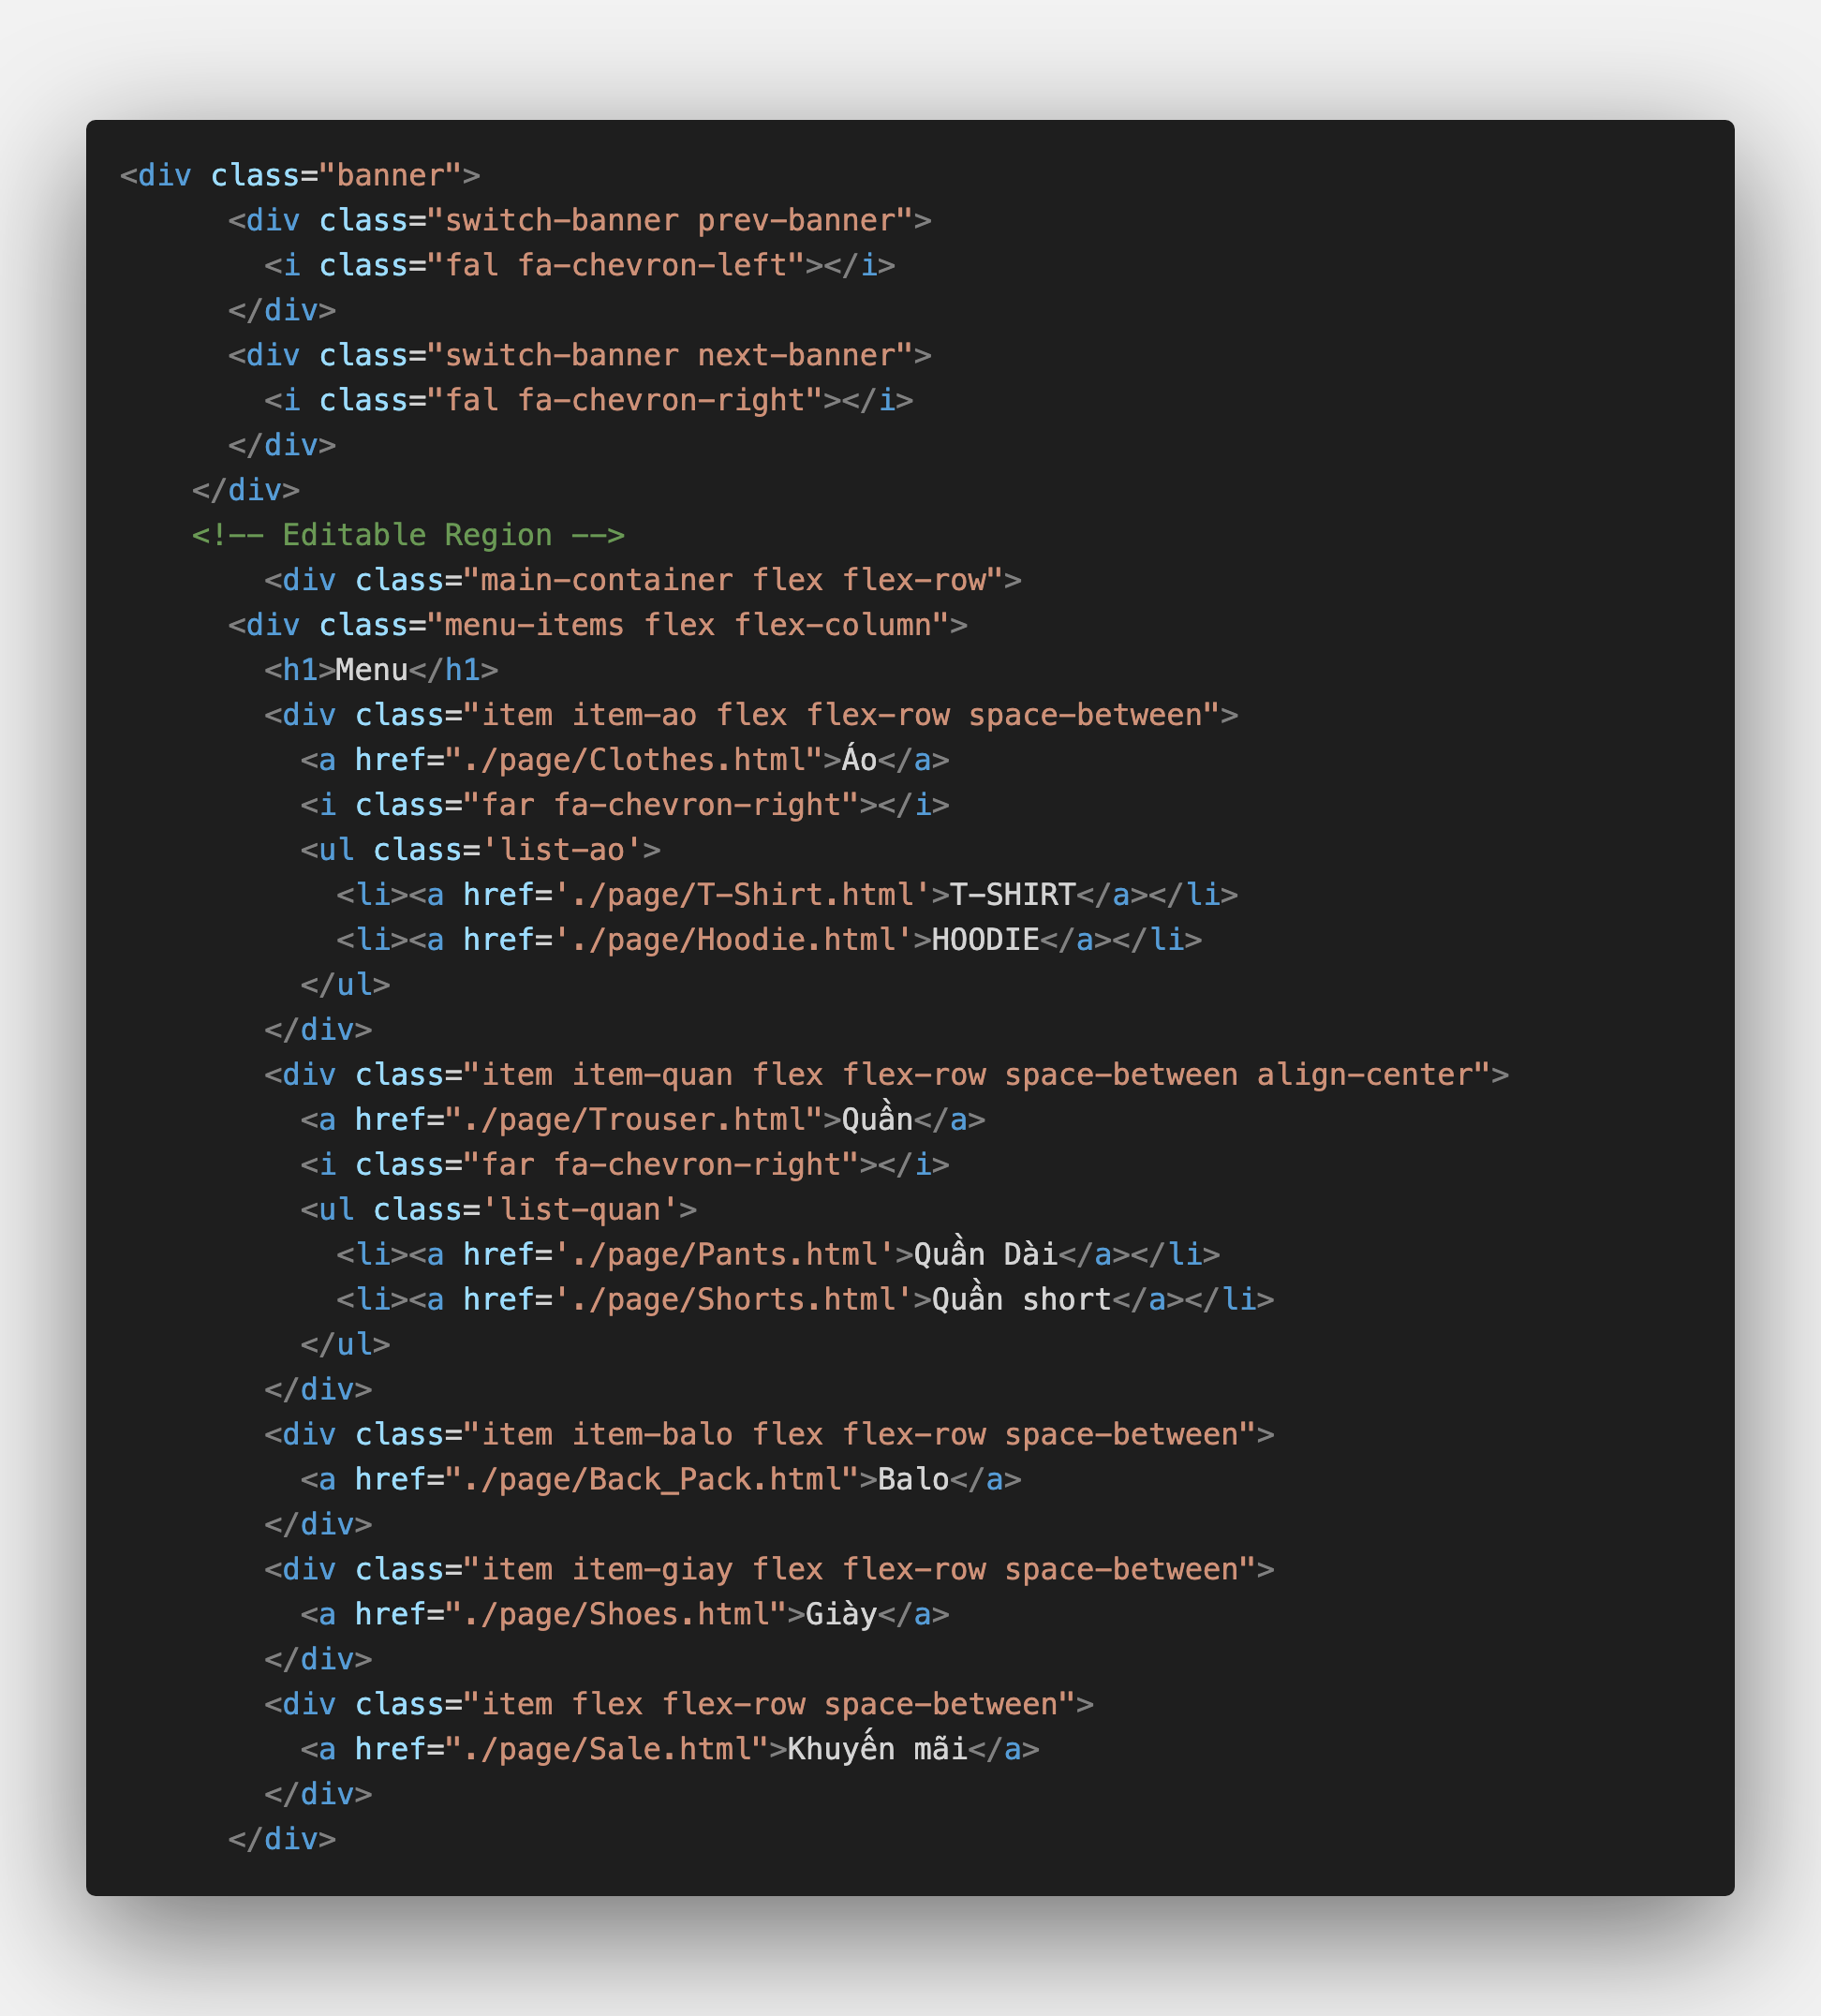 <div class="banner">
      <div class="switch-banner prev-banner">
        <i class="fal fa-chevron-left"></i>
      </div>
      <div class="switch-banner next-banner">
        <i class="fal fa-chevron-right"></i>
      </div>
    </div>
    <!-- Editable Region -->
        <div class="main-container flex flex-row">
      <div class="menu-items flex flex-column">
        <h1>Menu</h1>
        <div class="item item-ao flex flex-row space-between">
          <a href="./page/Clothes.html">Áo</a>
          <i class="far fa-chevron-right"></i>
          <ul class='list-ao'>
            <li><a href='./page/T-Shirt.html'>T-SHIRT</a></li>
            <li><a href='./page/Hoodie.html'>HOODIE</a></li>
          </ul>
        </div>
        <div class="item item-quan flex flex-row space-between align-center">
          <a href="./page/Trouser.html">Quần</a>
          <i class="far fa-chevron-right"></i>
          <ul class='list-quan'>
            <li><a href='./page/Pants.html'>Quần Dài</a></li>
            <li><a href='./page/Shorts.html'>Quần short</a></li>
          </ul>
        </div>
        <div class="item item-balo flex flex-row space-between">
          <a href="./page/Back_Pack.html">Balo</a>
        </div>
        <div class="item item-giay flex flex-row space-between">
          <a href="./page/Shoes.html">Giày</a>
        </div>
        <div class="item flex flex-row space-between">
          <a href="./page/Sale.html">Khuyến mãi</a>
        </div>
      </div>